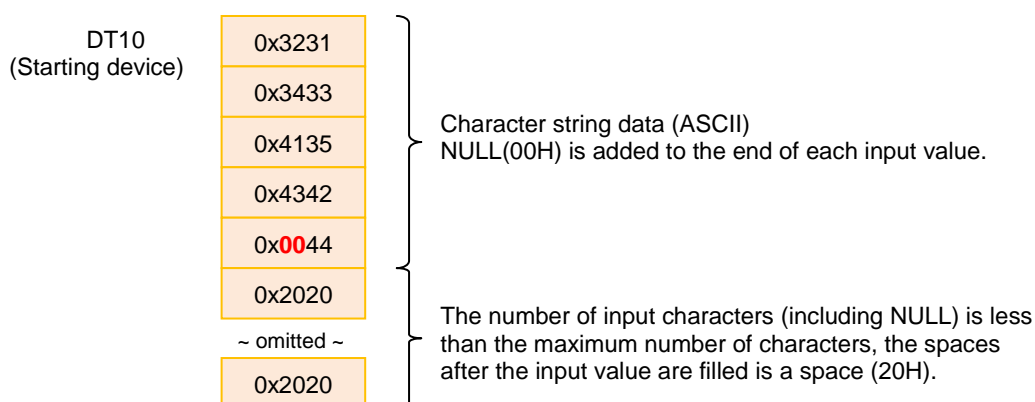 DT10
(Starting device)
0x3231
0x3433
0x4135
0x4342
0x0044
0x2020
~ omitted ~
0x2020
Character string data (ASCII)
NULL(00H) is added to the end of each input value.
The number of input characters (including NULL) is less
than the maximum number of characters, the spaces
after the input value are filled is a space (20H).